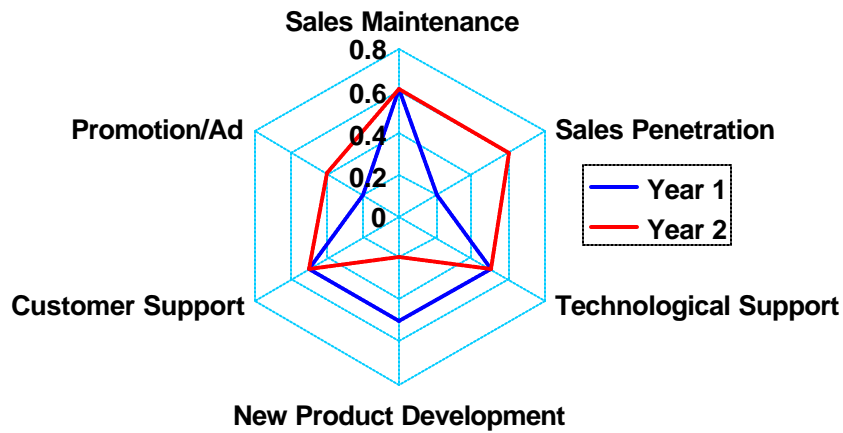 Sales Maintenance
0.8
0.6
0.4
0.2
0
Promotion/Ad
Sales Penetration
Year 1
Year 2
Customer Support
Technological Support
New Product Development